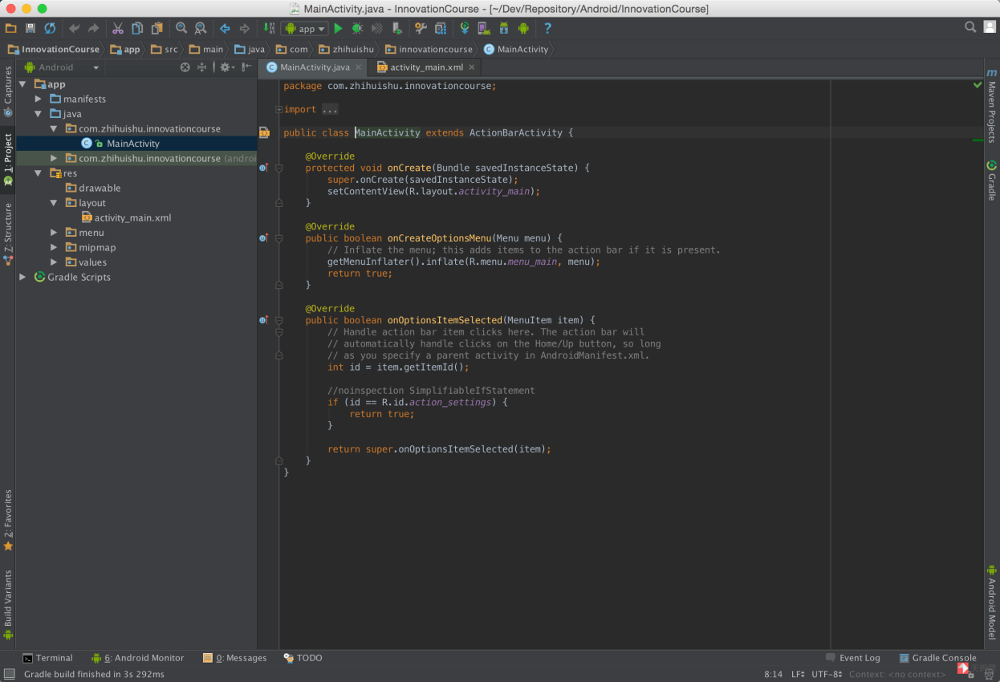 MainActivity.java - InnovationCourse - [~/Dev/Repository/Android/InnovationCourse]
app
InnovationCourse app src main java com zhihuishu innovationcourse MainActivity
Android
MainActivity.java activity_main.xml
app
manifests
java
com.zhihuishu.innovationcourse
MainActivity
com.zhihuishu.innovationcourse (androi
res
drawable
layout
activity_main.xml
menu
mipmap
values
Gradle Scripts
Captures
1: Project
Z: Structure
2: Favorites
Build Variants
package com.zhihuishu.innovationcourse;
import ...
public class MainActivity extends ActionBarActivity {
@Override
protected void onCreate(Bundle savedInstanceState) {
super.onCreate(savedInstanceState);
setContentView(R.layout.activity_main);
}
@Override
public boolean onCreateOptionsMenu(Menu menu) {
// Inflate the menu; this adds items to the action bar if it is present.
getMenuInflater().inflate(R.menu.menu_main, menu);
return true;
}
@Override
public boolean onOptionsItemSelected(MenuItem item) {
// Handle action bar item clicks here. The action bar will
// automatically handle clicks on the Home/Up button, so long
// as you specify a parent activity in AndroidManifest.xml.
int id = item.getItemId();
//noinspection SimplifiableIfStatement
if (id == R.id.action_settings) {
return true;
}
return super.onOptionsItemSelected(item);
}
}
m Maven Projects
Gradle
Android Model
Terminal 6: Android Monitor 0: Messages TODO Event Log Gradle Console
Gradle build finished in 3s 292ms 8:14 LF UTF-8 Context: <no context>